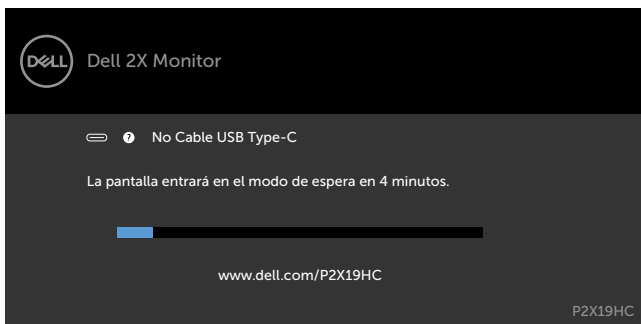 DELL
Dell 2X Monitor
? No Cable USB Type-C
La pantalla entrará en el modo de espera en 4 minutos.
www.dell.com/P2X19HC
P2X19HC